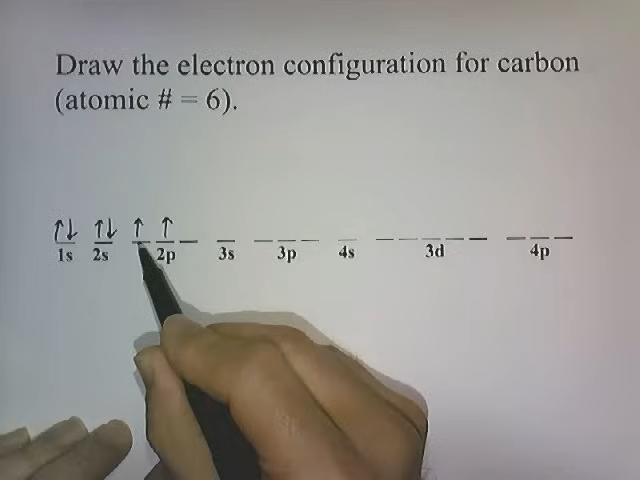 Draw the electron configuration for carbon
(atomic # = 6).
↑↓ ↑↓ ↑ ↑
1s 2s 2p 3s 3p 4s 3d 4p